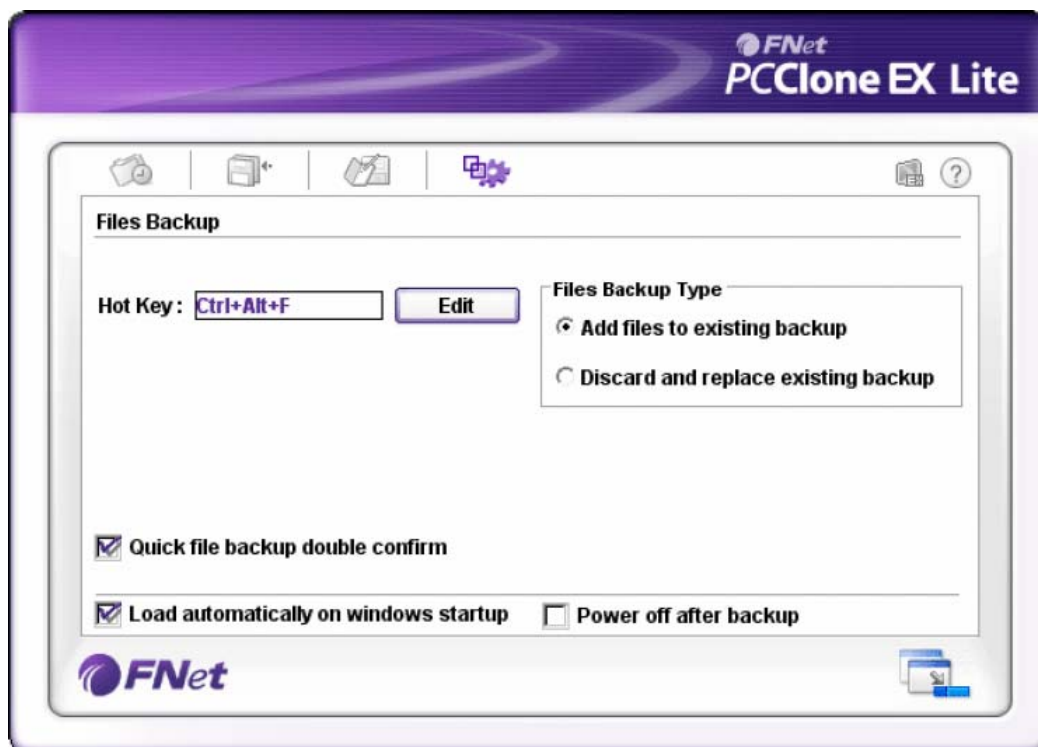 FNet
PCClone EX Lite
?
Files Backup
Hot Key : Ctrl+Alt+F Edit
Files Backup Type
Add files to existing backup
Discard and replace existing backup
Quick file backup double confirm
Load automatically on windows startup
Power off after backup
FNet